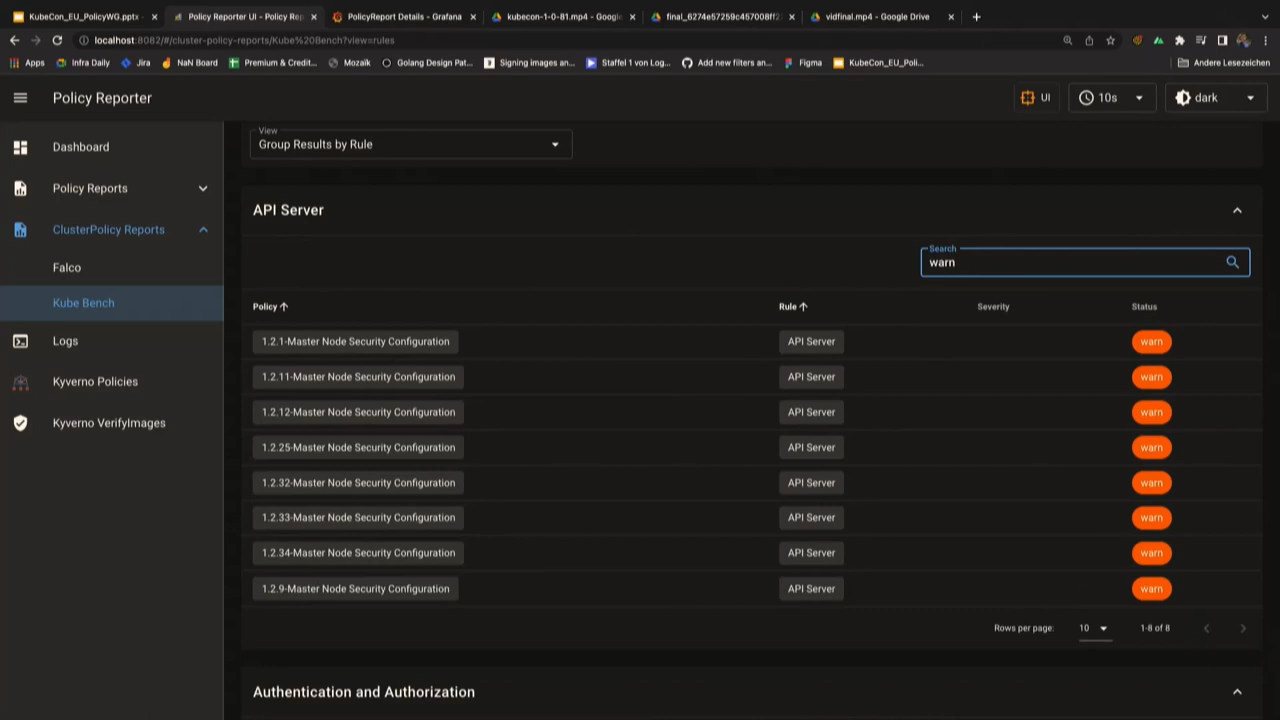 KubeCon_EU_PolicyWG.pptx -
Policy Reporter UI - Policy Rep
PolicyReport Details - Grafana
kubecon-1-0-81.mp4 - Google
final_6274e57259c457008ff2
vidfinal.mp4 - Google Drive
localhost:8082/#/cluster-policy-reports/Kube%20Bench?view=rules
Apps
Infra Daily
Jira
NaN Board
Premium & Credit...
Mozaik
Golang Design Pat...
Signing images an...
Staffel 1 von Log...
Add new filters an...
Figma
KubeCon_EU_Poli...
Andere Lesezeichen
Policy Reporter
UI
10s
dark
Dashboard
Policy Reports
ClusterPolicy Reports
Falco
Kube Bench
Logs
Kyverno Policies
Kyverno VerifyImages
View
Group Results by Rule
API Server
Search
warn
Policy Rule Severity Status
1.2.1-Master Node Security Configuration API Server warn
1.2.11-Master Node Security Configuration API Server warn
1.2.12-Master Node Security Configuration API Server warn
1.2.25-Master Node Security Configuration API Server warn
1.2.32-Master Node Security Configuration API Server warn
1.2.33-Master Node Security Configuration API Server warn
1.2.34-Master Node Security Configuration API Server warn
1.2.9-Master Node Security Configuration API Server warn
Rows per page: 10 1-8 of 8
Authentication and Authorization